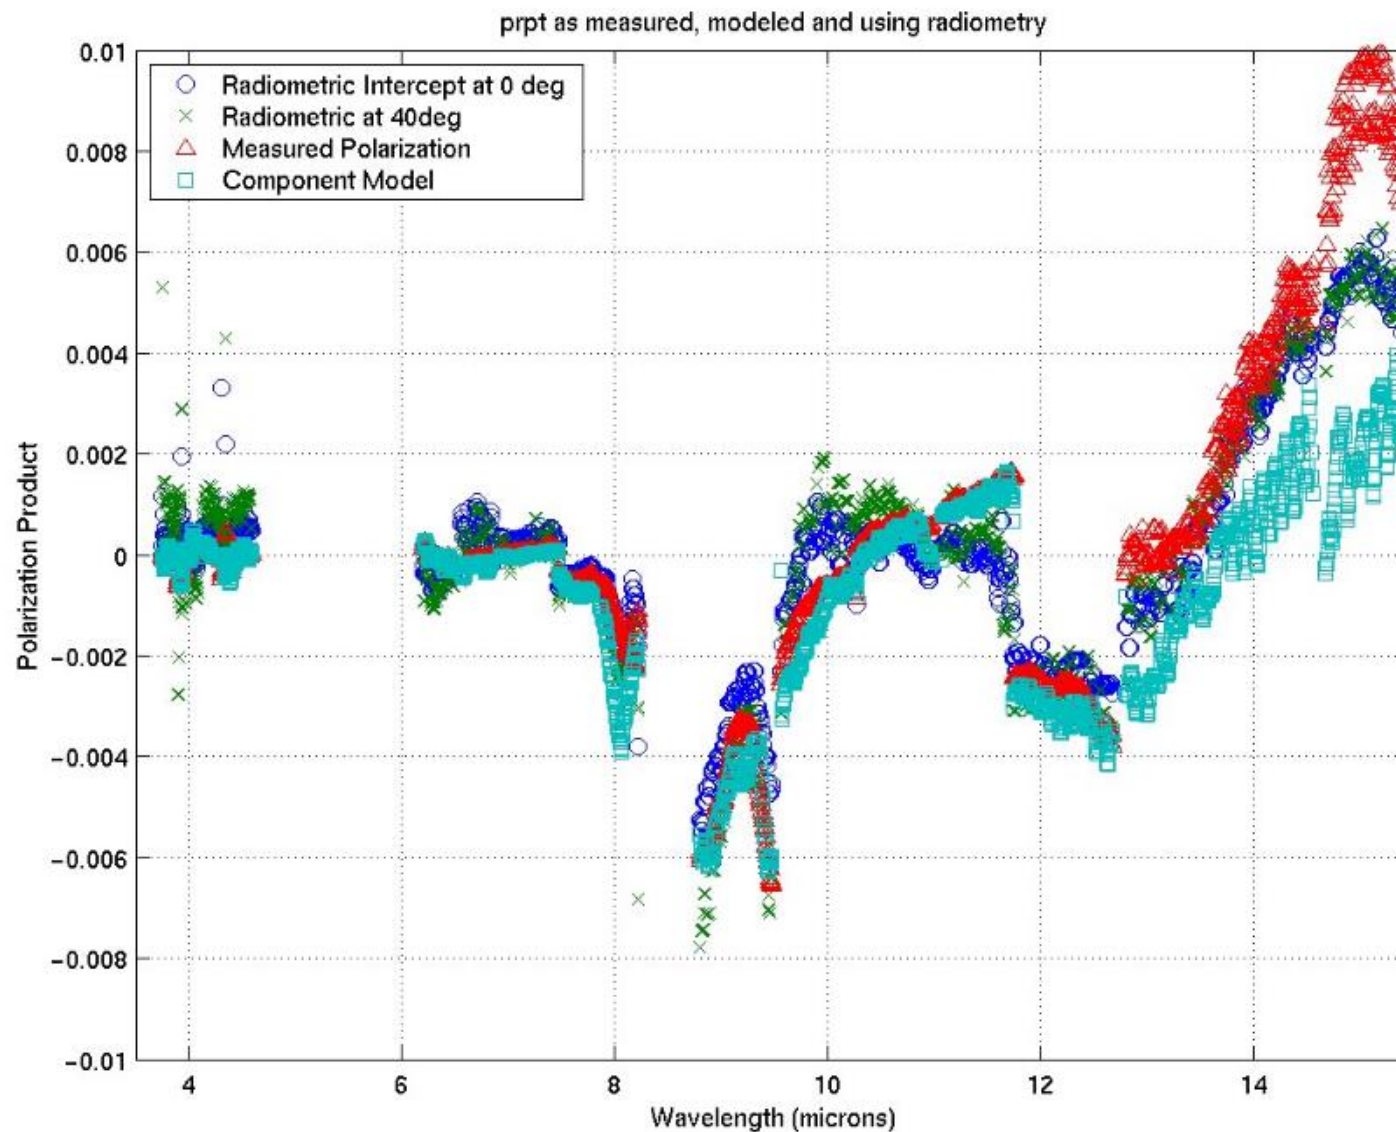 prpt as measured, modeled and using radiometry
0.01
Radiometric Intercept at 0 deg
Radiometric at 40deg
Measured Polarization
Component Model
0.008
0.006
0.004
0.002
0
−0.002
−0.004
−0.006
−0.008
−0.01
Polarization Product
4 6 8 10 12 14
Wavelength (microns)